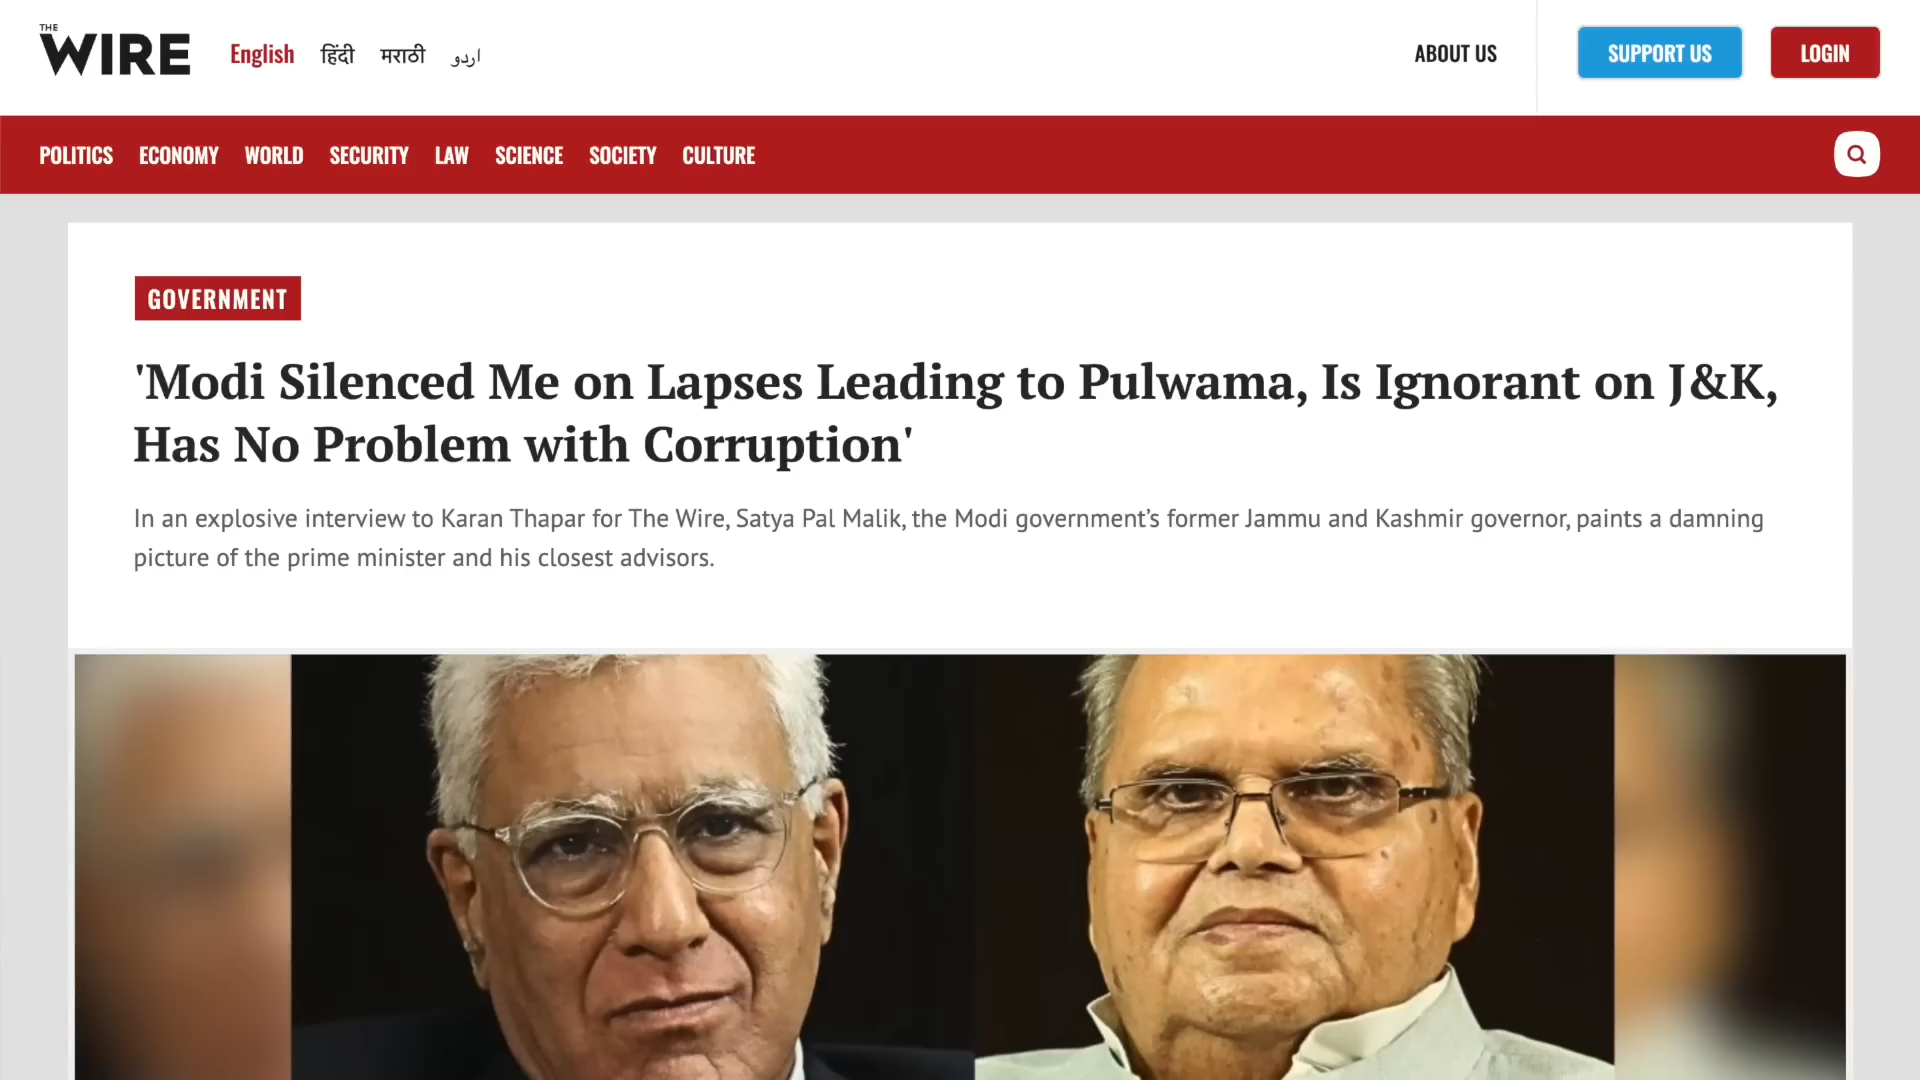 THE
WIRE
English हिंदी मराठी اردو
ABOUT US
SUPPORT US
LOGIN
POLITICS ECONOMY WORLD SECURITY LAW SCIENCE SOCIETY CULTURE
GOVERNMENT
'Modi Silenced Me on Lapses Leading to Pulwama, Is Ignorant on J&K,
Has No Problem with Corruption'
In an explosive interview to Karan Thapar for The Wire, Satya Pal Malik, the Modi government’s former Jammu and Kashmir governor, paints a damning
picture of the prime minister and his closest advisors.